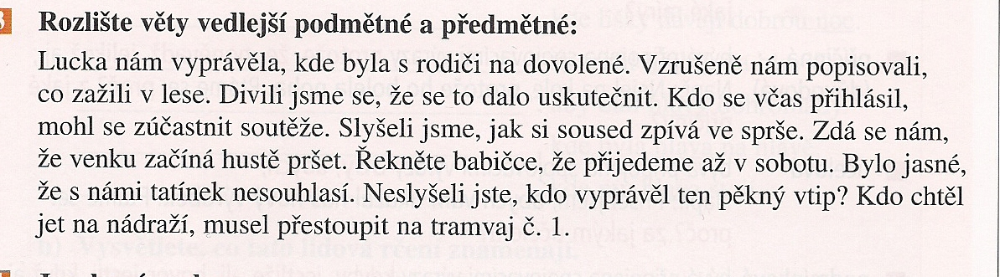 Rozlište věty vedlejší podmětné a předmětné:
Lucka nám vyprávěla, kde byla s rodiči na dovolené. Vzrušeně nám popisovali,
co zažili v lese. Divili jsme se, že se to dalo uskutečnit. Kdo se včas přihlásil,
mohl se zúčastnit soutěže. Slyšeli jsme, jak si soused zpívá ve sprše. Zdá se nám,
že venku začíná hustě pršet. Řekněte babičce, že přijedeme až v sobotu. Bylo jasné,
že s námi tatínek nesouhlasí. Neslyšeli jste, kdo vyprávěl ten pěkný vtip? Kdo chtěl
jet na nádraží, musel přestoupit na tramvaj č. 1.